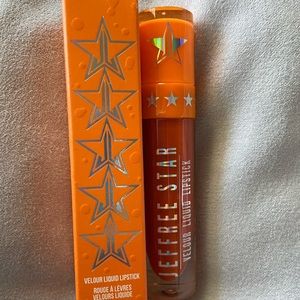 VELOUR LIQUID LIPSTICK
ROUGE À LÈVRES
VELOURS LIQUIDE
JEFFREE STAR
VELOUR LIQUID LIPSTICK